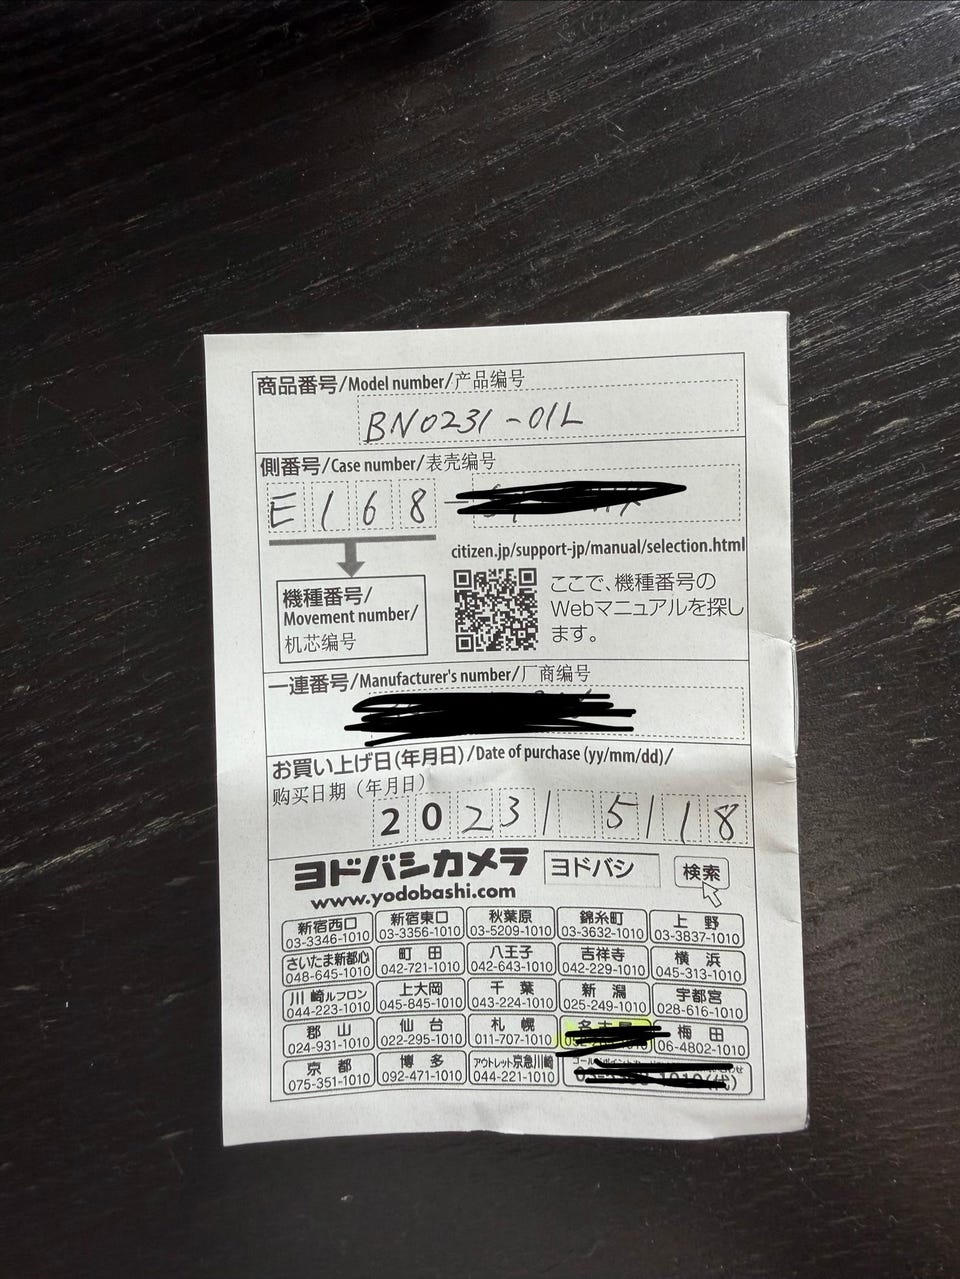 商品番号/Model number/产品编号
BN0231-01L
側番号/Case number/表壳编号
E168-
citizen.jp/support-jp/manual/selection.html
機種番号/
Movement number/
机芯编号
ここで、機種番号の
Webマニュアルを探し
ます。
一連番号/Manufacturer's number/厂商编号
お買い上げ日(年月日)/Date of purchase (yy/mm/dd)/
购买日期（年月日）
2023/5/18
ヨドバシカメラ ヨドバシ 検索
www.yodobashi.com
新宿西口 新宿東口 秋葉原 錦糸町 上野
03-3346-1010 03-3356-1010 03-5209-1010 03-3632-1010 03-3837-1010
さいたま新都心 町田 八王子 吉祥寺 横浜
048-645-1010 042-721-1010 042-643-1010 042-229-1010 045-313-1010
川崎ルフロン 上大岡 千葉 新潟 宇都宮
044-223-1010 045-845-1010 043-224-1010 025-249-1010 028-616-1010
郡山 仙台 札幌 梅田
024-931-1010 022-295-1010 011-707-1010 06-4802-1010
京都 博多 アウトレット京急川崎
075-351-1010 092-471-1010 044-221-1010